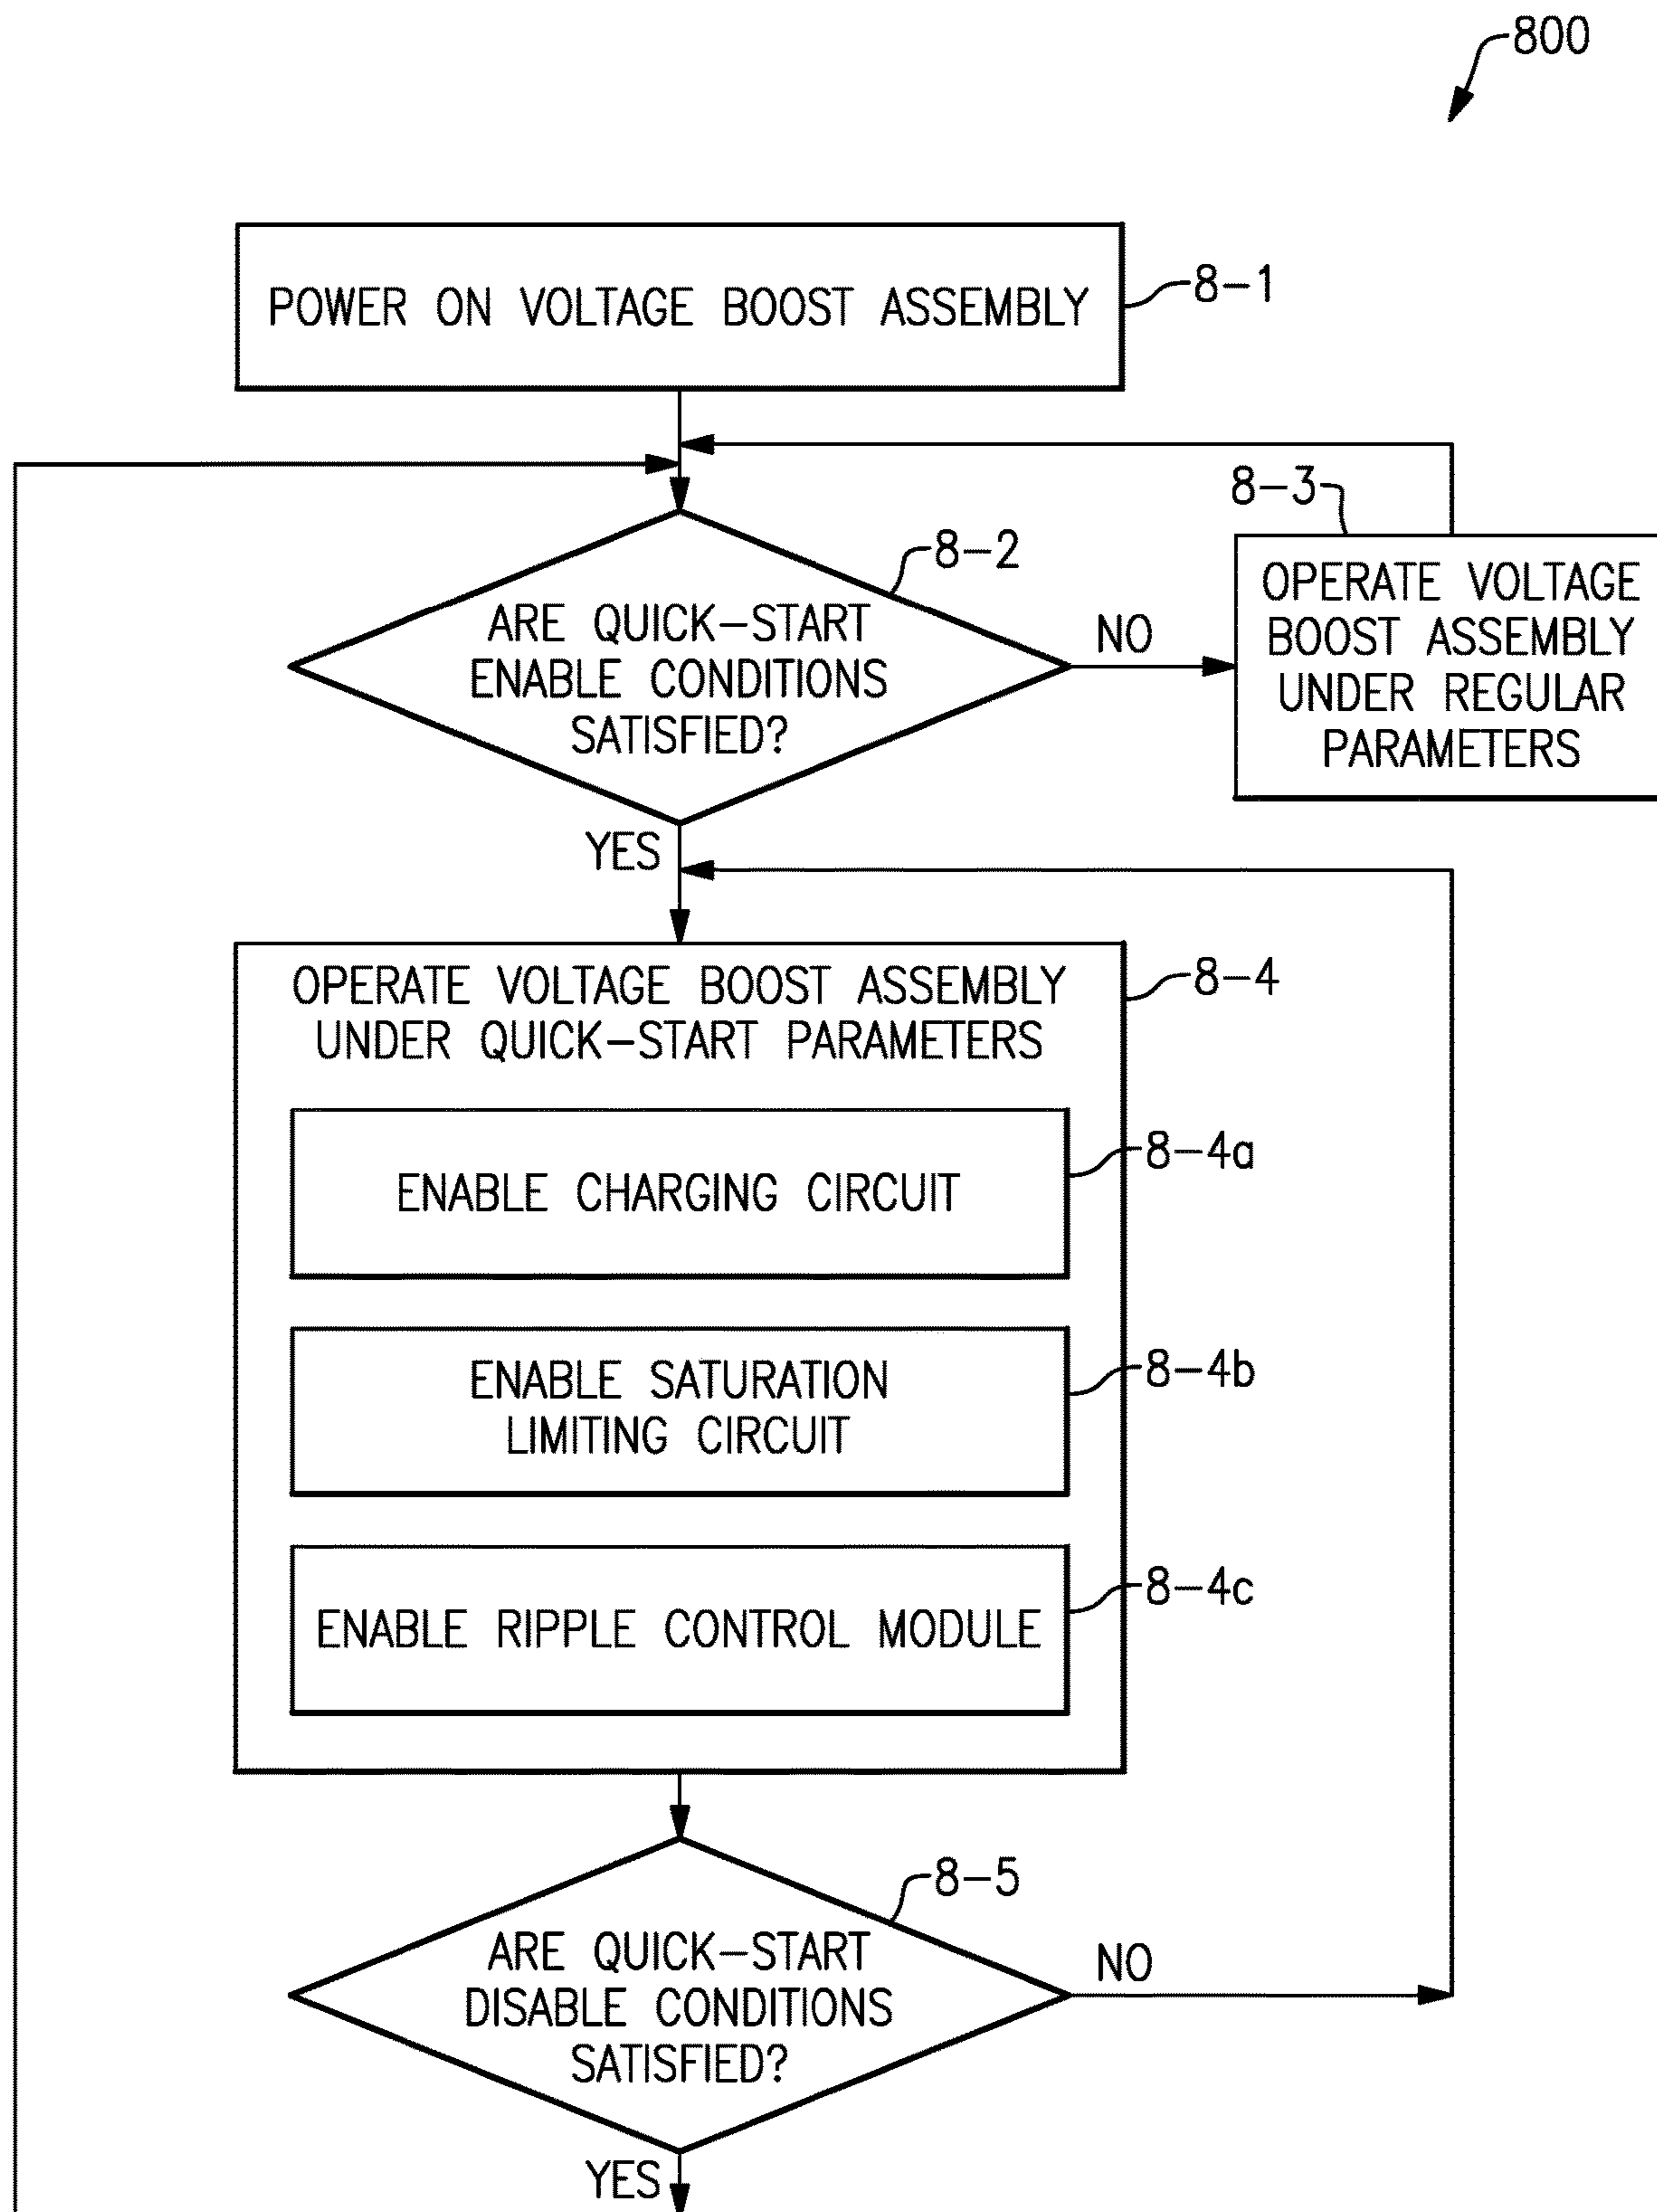 800
POWER ON VOLTAGE BOOST ASSEMBLY
8-1
8-3
8-2
ARE QUICK-START
ENABLE CONDITIONS
SATISFIED?
NO
OPERATE VOLTAGE
BOOST ASSEMBLY
UNDER REGULAR
PARAMETERS
YES
OPERATE VOLTAGE BOOST ASSEMBLY
UNDER QUICK-START PARAMETERS
8-4
ENABLE CHARGING CIRCUIT
8-4a
ENABLE SATURATION
LIMITING CIRCUIT
8-4b
ENABLE RIPPLE CONTROL MODULE
8-4c
8-5
ARE QUICK-START
DISABLE CONDITIONS
SATISFIED?
NO
YES